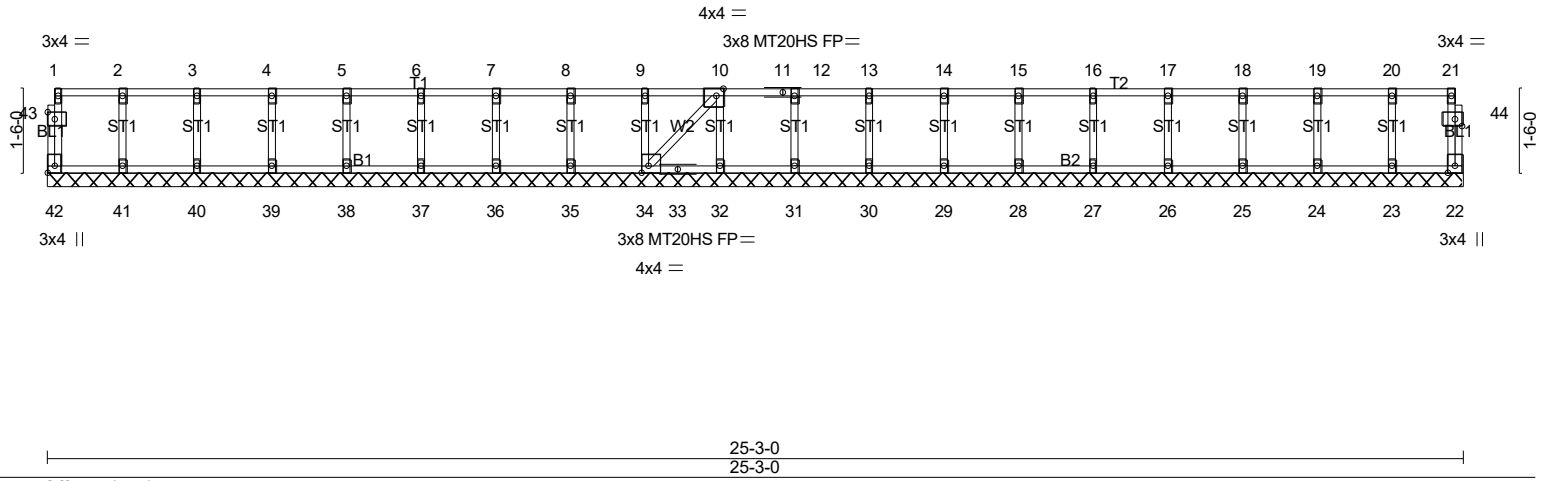 4x4 =
3x4 =
3x8 MT20HS FP=
3x4 =
1 2 3 4 5 6 7 8 9 10 11 12 13 14 15 16 17 18 19 20 21
T1 T2
43 44
1-6-0
1-6-0
BL1 ST1 ST1 ST1 ST1 ST1 ST1 ST1 ST1 W2 ST1 ST1 ST1 ST1 ST1 ST1 ST1 ST1 ST1 ST1 BL1
B1 B2
42 41 40 39 38 37 36 35 34 33 32 31 30 29 28 27 26 25 24 23 22
3x4 ||
3x8 MT20HS FP=
3x4 ||
4x4 =
25-3-0
25-3-0